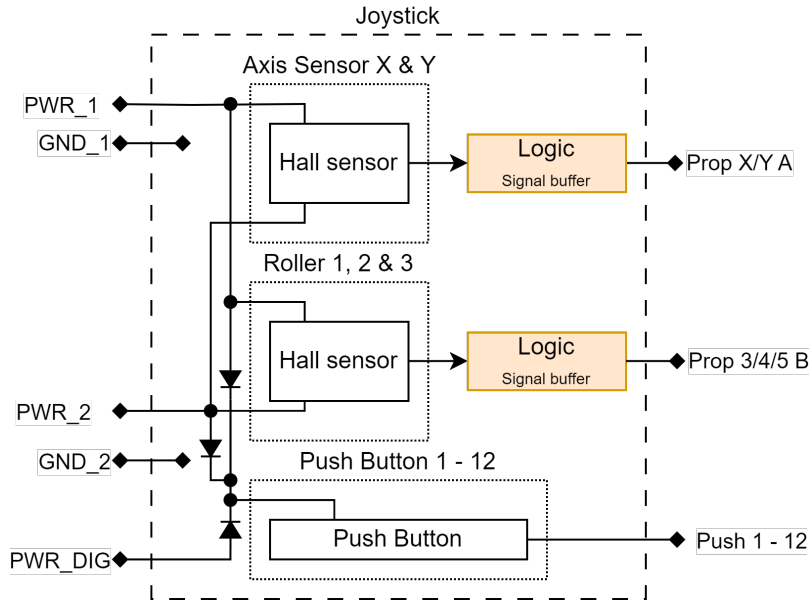 Joystick
Axis Sensor X & Y
PWR_1
GND_1
Hall sensor
Logic
Signal buffer
Prop X/Y A
Roller 1, 2 & 3
Hall sensor
Logic
Signal buffer
Prop 3/4/5 B
PWR_2
GND_2
Push Button 1 - 12
Push Button
Push 1 - 12
PWR_DIG